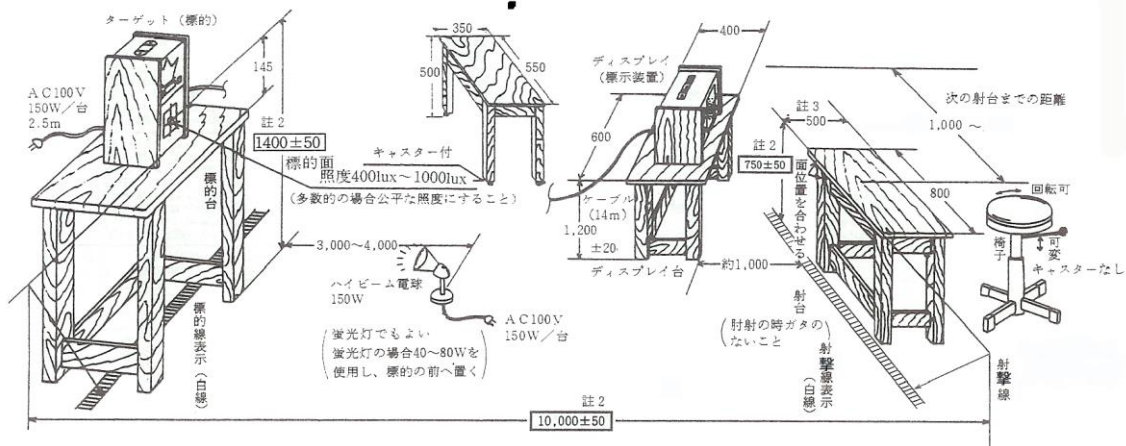 ターゲット（標的）
145
AC100V
150W／台
2.5m
註2
1400±50
標的面
照度400lux～1000lux
（多数的の場合公平な照度にすること）
標的台
標的線表示（白線）
350
500
550
キャスター付
3,000～4,000
ハイビーム電球
150W
AC100V
150W／台
（蛍光灯でもよい
蛍光灯の場合40～80Wを
使用し、標的の前へ置く）
400
ディスプレイ
（標示装置）
600
ケーブル
（14m）
1,200
±20
ディスプレイ台
約1,000
註2
750±50
面位置を合わせる
註3
500
次の射台までの距離
1,000～
800
回転可
可変
椅子
キャスターなし
射台
（肘射の時ガタの
ないこと）
射撃線表示（白線）
射撃線
註2
10,000±50